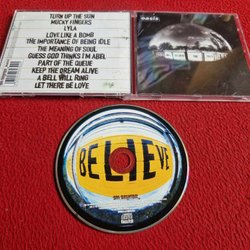 TURN UP THE SUN
MUCKY FINGERS
LYLA
LOVE LIKE A BOMB
THE IMPORTANCE OF BEING IDLE
THE MEANING OF SOUL
GUESS GOD THINKS I'M ABEL
PART OF THE QUEUE
KEEP THE DREAM ALIVE
A BELL WILL RING
LET THERE BE LOVE
oasis
BELIEVE